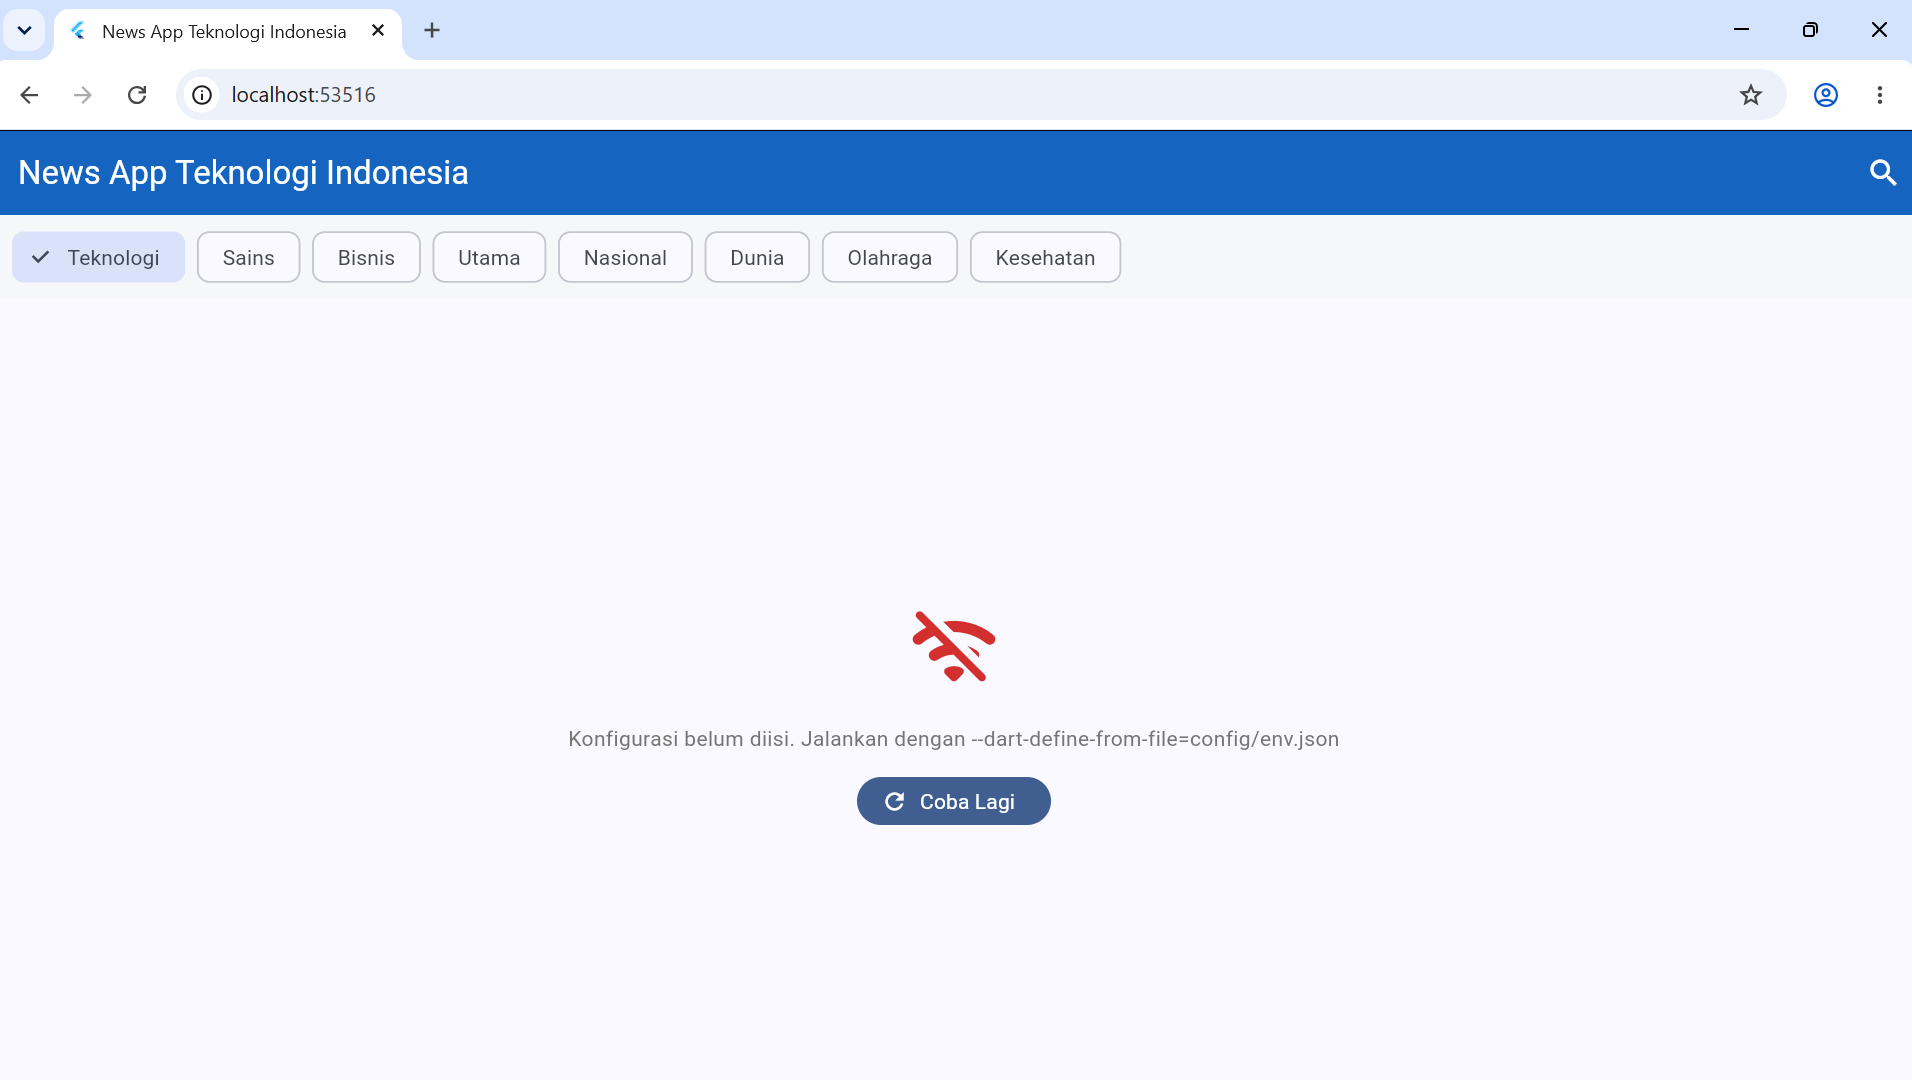 News App Teknologi Indonesia
localhost:53516
News App Teknologi Indonesia
Teknologi Sains Bisnis Utama Nasional Dunia Olahraga Kesehatan
Konfigurasi belum diisi. Jalankan dengan --dart-define-from-file=config/env.json
Coba Lagi